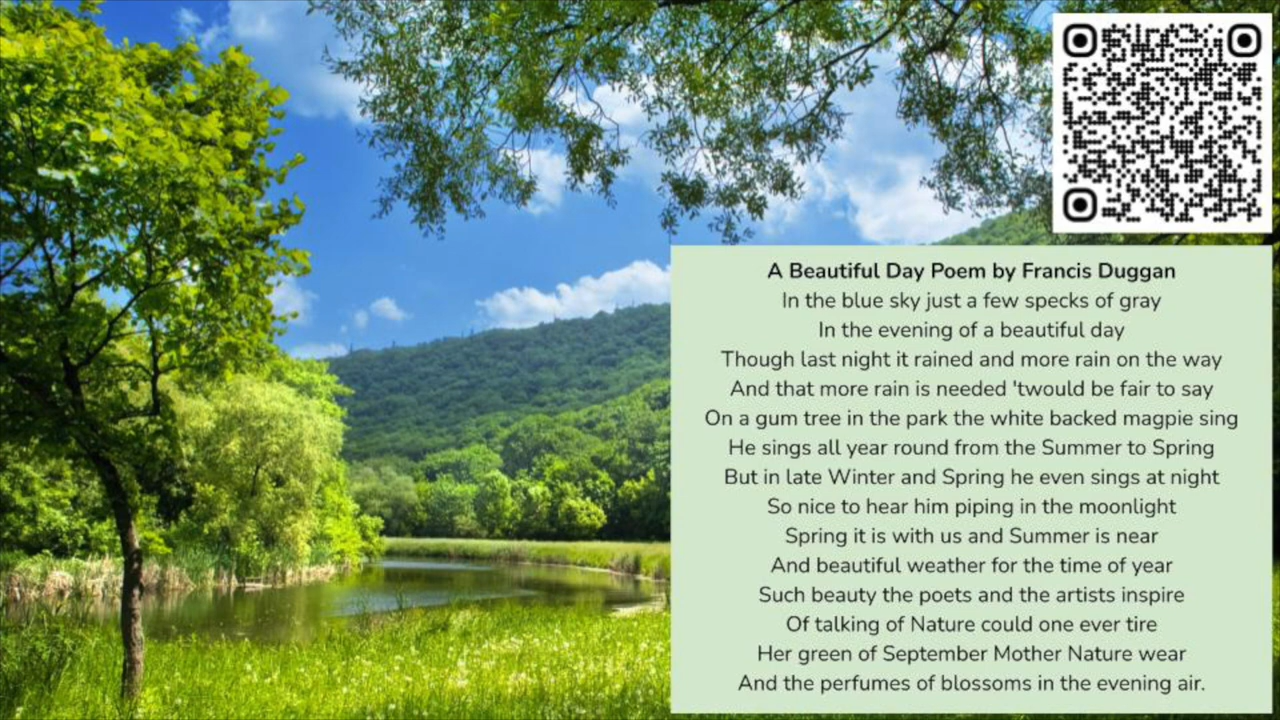 A Beautiful Day Poem by Francis Duggan
In the blue sky just a few specks of gray
In the evening of a beautiful day
Though last night it rained and more rain on the way
And that more rain is needed 'twould be fair to say
On a gum tree in the park the white backed magpie sing
He sings all year round from the Summer to Spring
But in late Winter and Spring he even sings at night
So nice to hear him piping in the moonlight
Spring it is with us and Summer is near
And beautiful weather for the time of year
Such beauty the poets and the artists inspire
Of talking of Nature could one ever tire
Her green of September Mother Nature wear
And the perfumes of blossoms in the evening air.